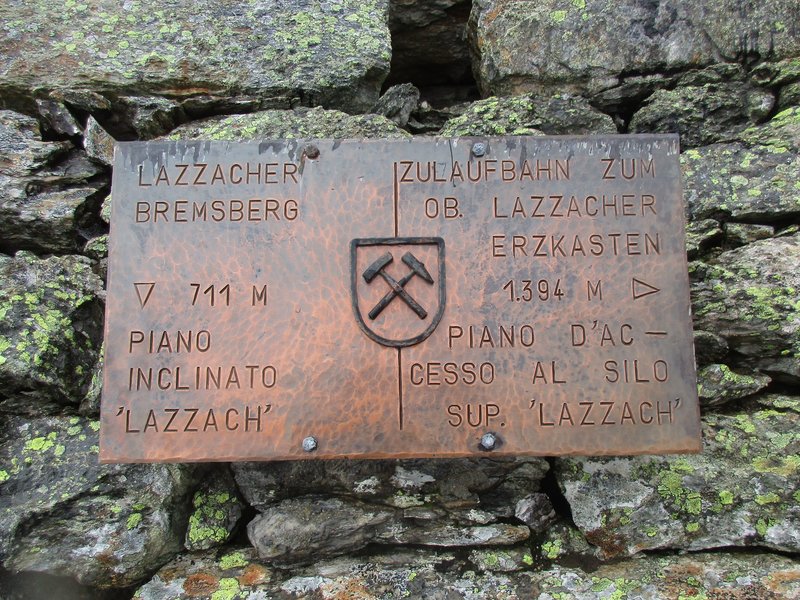 LAZZACHER
BREMSBERG
▽ 711 M
PIANO
INCLINATO
'LAZZACH'
ZULAUFBAHN ZUM
OB. LAZZACHER
ERZKASTEN
1.394 M ▷
PIANO D'AC-
CESSO AL SILO
SUP. 'LAZZACH'